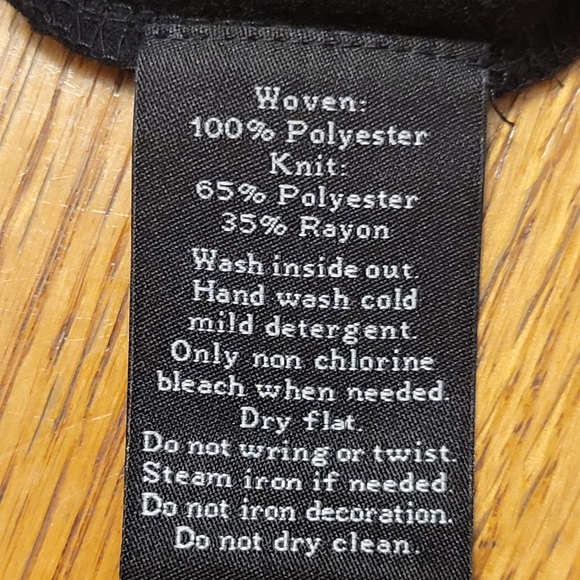 Woven:
100% Polyester
Knit:
65% Polyester
35% Rayon
Wash inside out.
Hand wash cold
mild detergent.
Only non chlorine
bleach when needed.
Dry flat.
Do not wring or twist.
Steam iron if needed.
Do not iron decoration.
Do not dry clean.